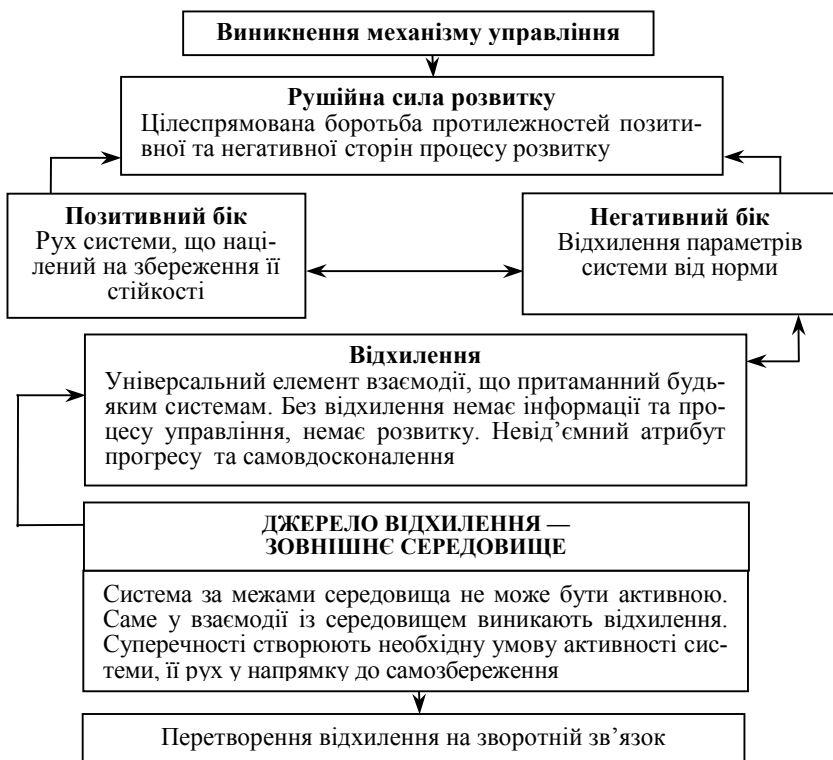 Виникнення механізму управління
Рушійна сила розвитку
Цілеспрямована боротьба протилежностей позити-
вної та негативної сторін процесу розвитку
Позитивний бік
Рух системи, що наці-
лений на збереження її
стійкості
Негативний бік
Відхилення параметрів
системи від норми
Відхилення
Універсальний елемент взаємодії, що притаманний будь-
яким системам. Без відхилення немає інформації та про-
цесу управління, немає розвитку. Невід’ємний атрибут
прогресу та самовдосконалення
ДЖЕРЕЛО ВІДХИЛЕННЯ —
ЗОВНІШНЄ СЕРЕДОВИЩЕ
Система за межами середовища не може бути активною.
Саме у взаємодії із середовищем виникають відхилення.
Суперечності створюють необхідну умову активності сис-
теми, її рух у напрямку до самозбереження
Перетворення відхилення на зворотній зв’язок